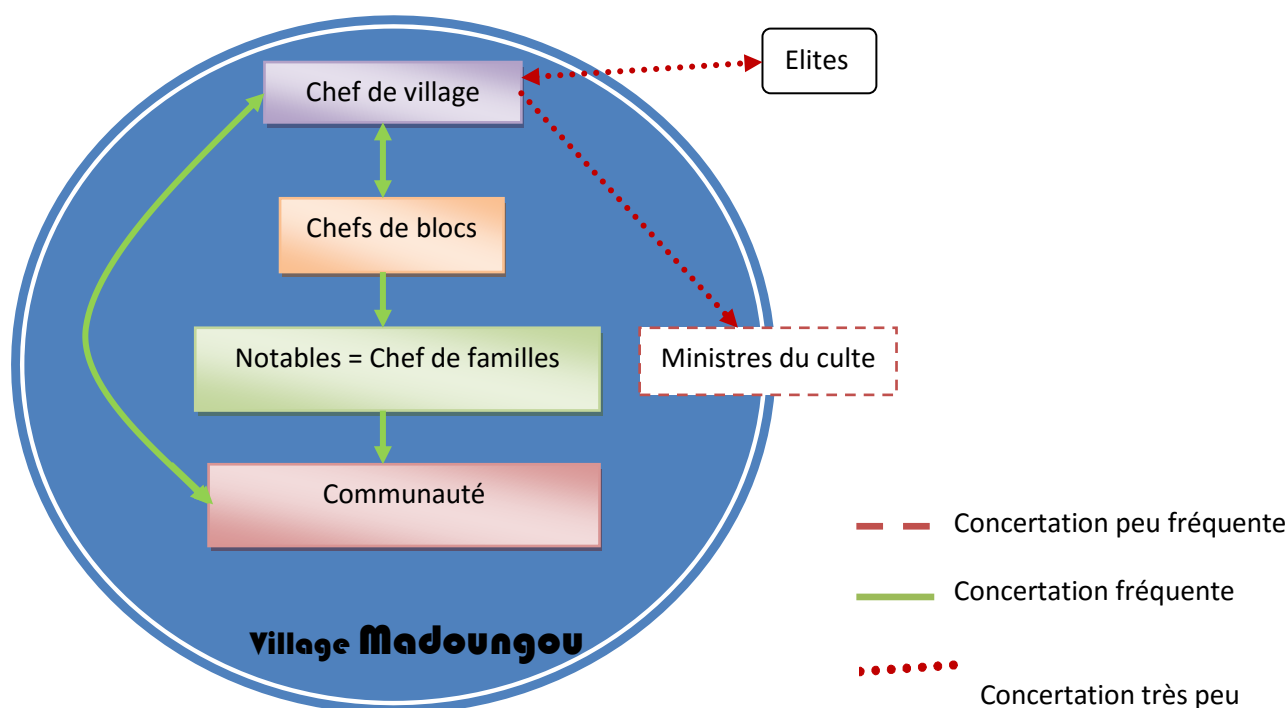 Elites
Chef de village
Chefs de blocs
Notables = Chef de familles
Ministres du culte
Communauté
Concertation peu fréquente
Concertation fréquente
Village Madoungou
Concertation très peu